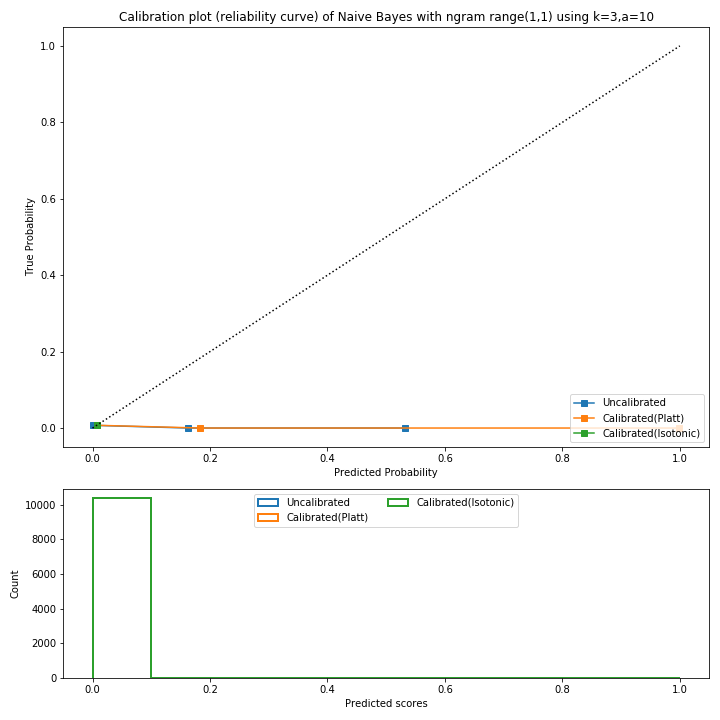 Calibration plot (reliability curve) of Naive Bayes with ngram range(1,1) using k=3,a=10
1.0
0.8
0.6
0.4
0.2
0.0
True Probability
Uncalibrated
Calibrated(Platt)
Calibrated(Isotonic)
0.0 0.2 0.4 0.6 0.8 1.0
Predicted Probability
Uncalibrated Calibrated(Isotonic)
Calibrated(Platt)
10000
8000
6000
4000
2000
0
Count
0.0 0.2 0.4 0.6 0.8 1.0
Predicted scores